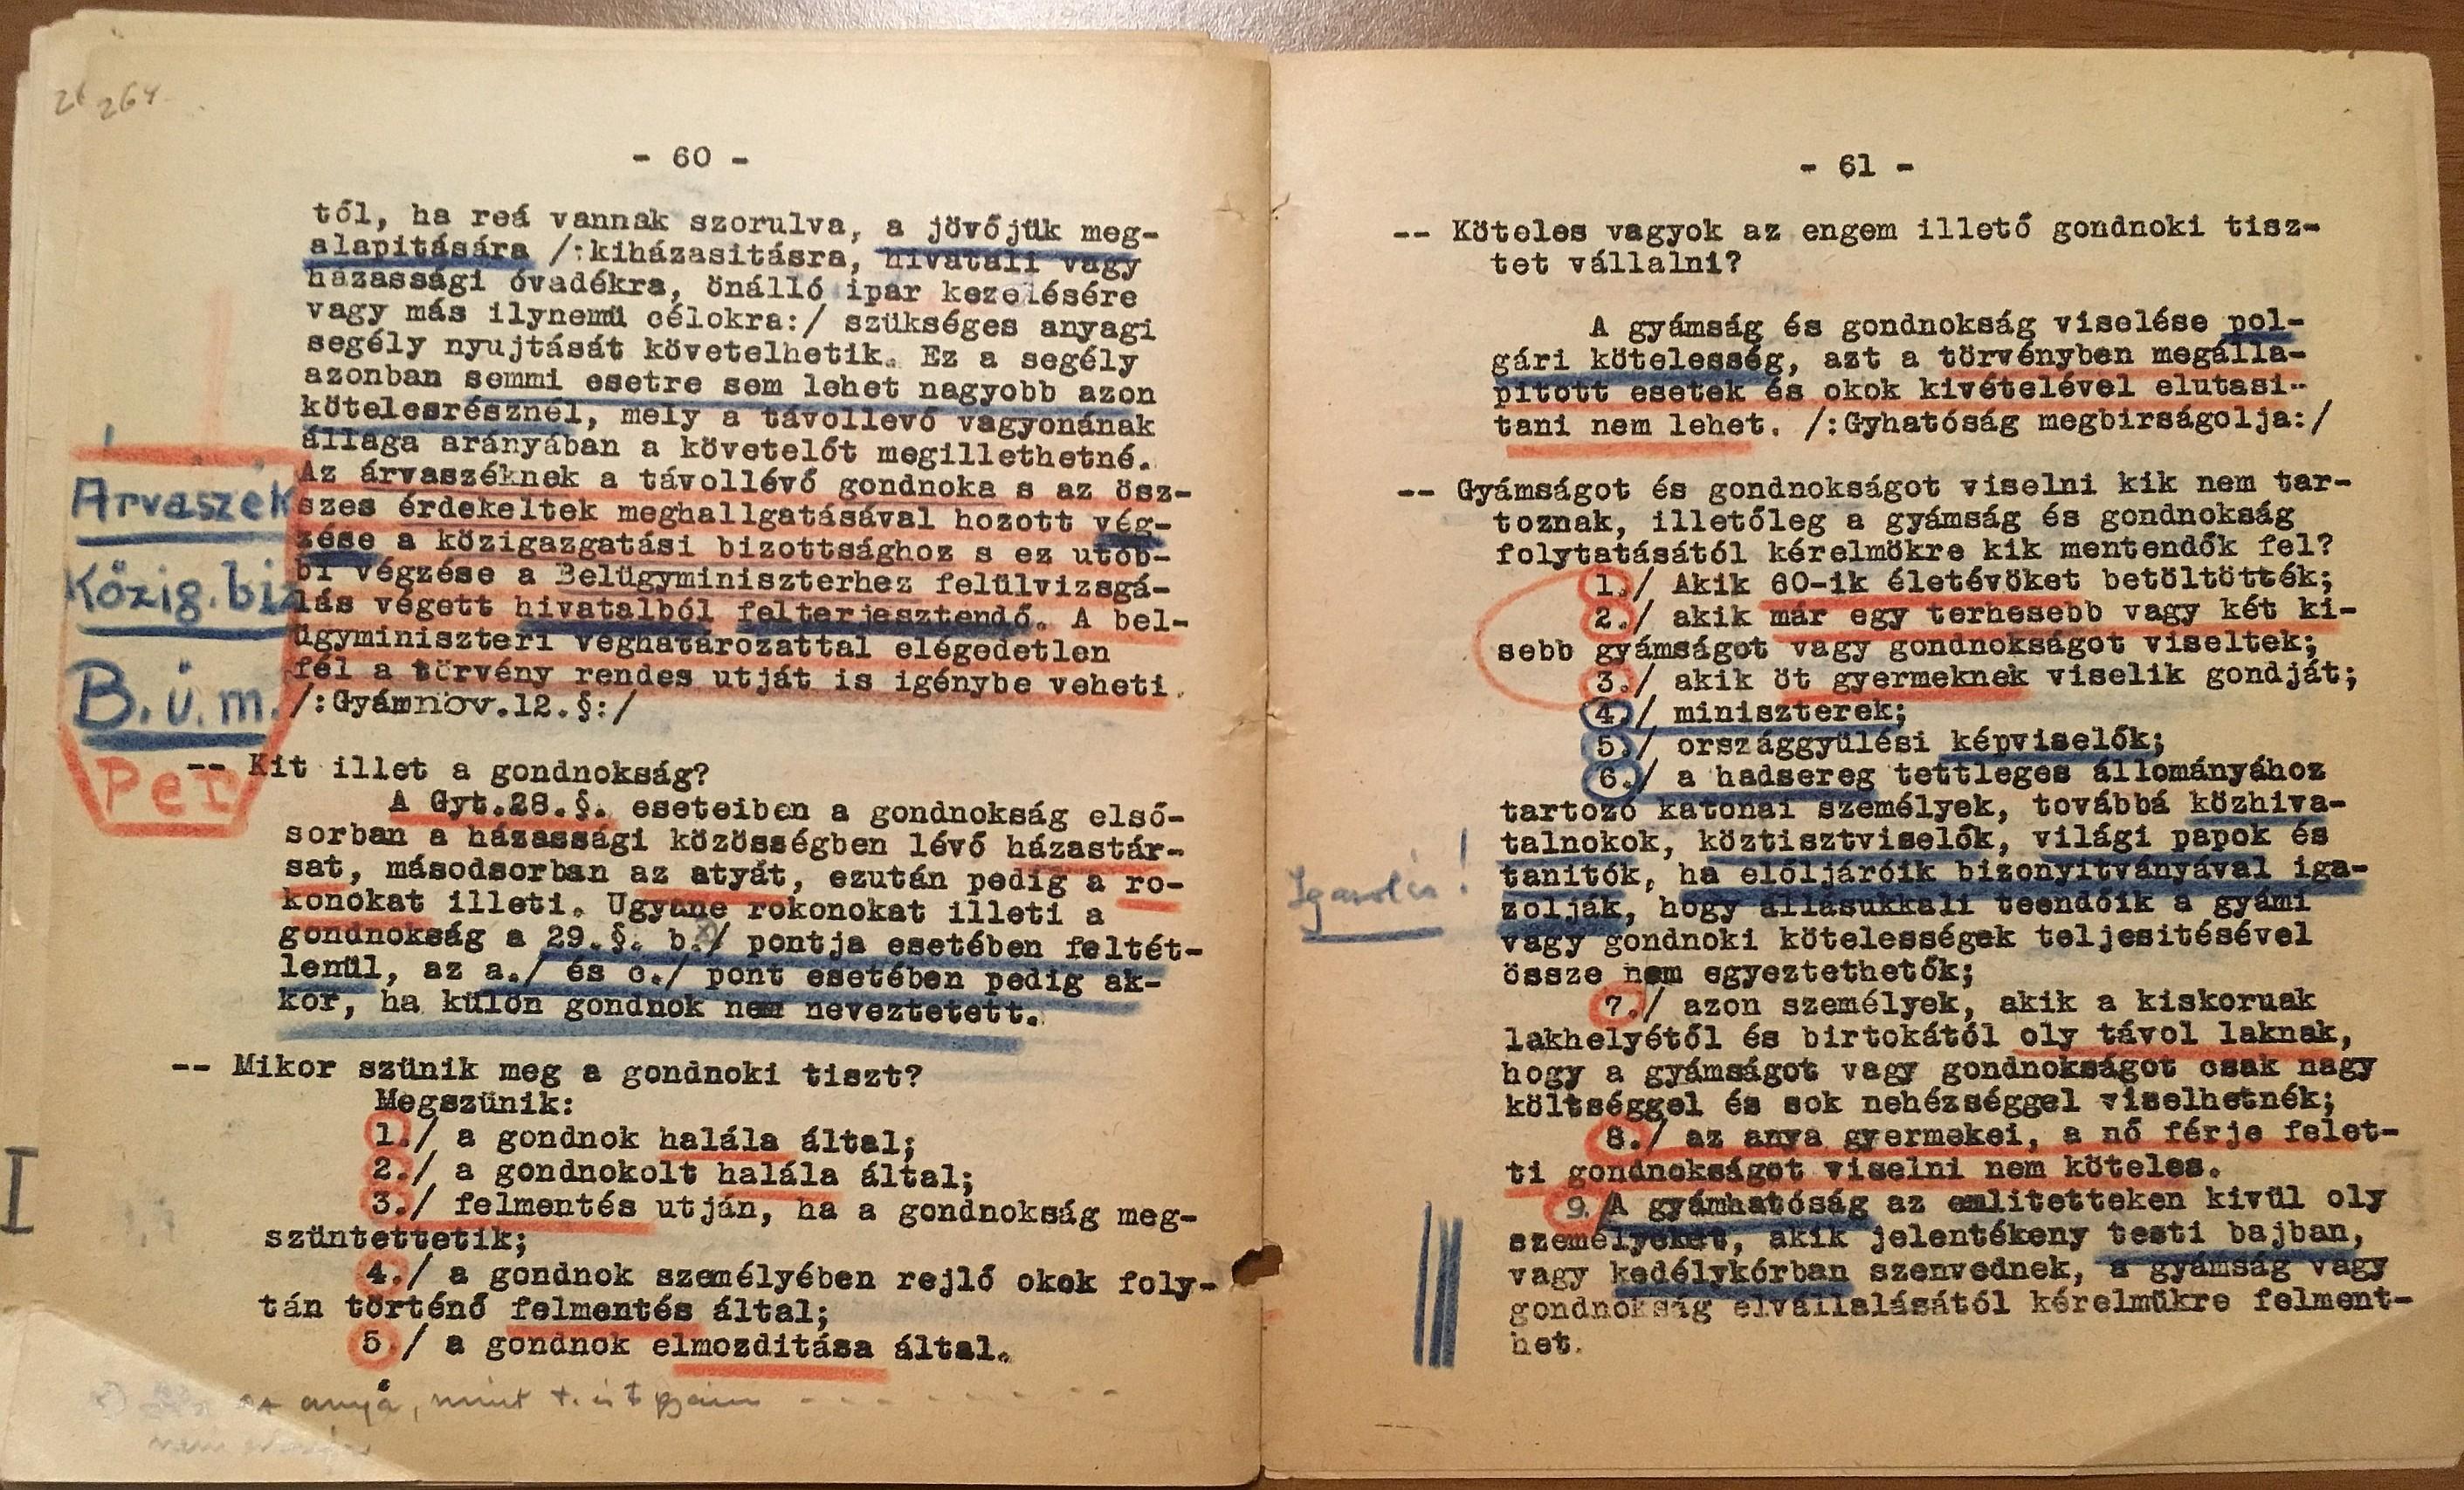 264
- 60 -
től, ha reá vannak szorulva, a jövőjük meg-
alapitására /:kiházasitásra, hivatali vagy
házassági óvadékra, önálló ipar kezelésére
vagy más ilynemü célokra:/ szükséges anyagi
segély nyujtását követelhetik. Ez a segély
azonban semmi esetre sem lehet nagyobb azon
kötelesrésznél, mely a távollevő vagyonának
állaga arányában a követelőt megillethetné.
Az árvaszéknek a távollévő gondnoka s az ösz-
szes érdekeltek meghallgatásával hozott vég-
zése a közigazgatási bizottsághoz s ez utób-
bi végzése a Belügyminiszterhez felülvizsgá-
lás végett hivatalból felterjesztendő. A bel-
ügyminiszteri véghatározattal elégedetlen
fél a törvény rendes utját is igénybe veheti.
/:Gyámnov.12.§:/
Árvaszék
Közig.biz
B.ü.m.
Per
-- Kit illet a gondnokság?
A Gyt.28.§. eseteiben a gondnokság első-
sorban a házassági közösségben lévő házastár-
sat, másodsorban az atyát, ezután pedig a ro-
konokat illeti. Ugyane rokonokat illeti a
gondnokság a 29.§. b./ pontja esetében feltét-
lenül, az a./ és c./ pont esetében pedig ak-
kor, ha külön gondnok nem neveztetett.
-- Mikor szünik meg a gondnoki tiszt?
Megszünik:
1./ a gondnok halála által;
2./ a gondnokolt halála által;
3./ felmentés utján, ha a gondnokság meg-
szüntettetik;
4./ a gondnok személyében rejlő okok foly-
tán történő felmentés által;
5./ a gondnok elmozditása által.
anyá, mint t. és t.
I
- 61 -
-- Köteles vagyok az engem illető gondnoki tisz-
tet vállalni?
A gyámság és gondnokság viselése pol-
gári kötelesség, azt a törvényben megálla-
pitott esetek és okok kivételével elutasi-
tani nem lehet. /:Gyhatóság megbirságolja:/
-- Gyámságot és gondnokságot viselni kik nem tar-
toznak, illetőleg a gyámság és gondnokság
folytatásától kérelmökre kik mentendők fel?
1./ Akik 60-ik életévöket betöltötték;
2./ akik már egy terhesebb vagy két ki-
sebb gyámságot vagy gondnokságot viseltek;
3./ akik öt gyermeknek viselik gondját;
4./ miniszterek;
5./ országgyülési képviselők;
6./ a hadsereg tettleges állományához
tartozó katonai személyek, továbbá közhiva-
talnokok, köztisztviselők, világi papok és
tanitók, ha előljáróik bizonyitványával iga-
zolják, hogy állásukkali teendőik a gyámi
vagy gondnoki kötelességek teljesitésével
össze nem egyeztethetők;
Igazolás!
7./ azon személyek, akik a kiskoruak
lakhelyétől és birtokától oly távol laknak,
hogy a gyámságot vagy gondnokságot csak nagy
költséggel és sok nehézséggel viselhetnék;
8./ az anya gyermekei, a nő férje felet-
ti gondnokságot viselni nem köteles.
9./ A gyámhatóság az emlitetteken kivül oly
személyeket, akik jelentékeny testi bajban,
vagy kedélykórban szenvednek, a gyámság vagy
gondnokság elvállalásától kérelmükre felment-
het.